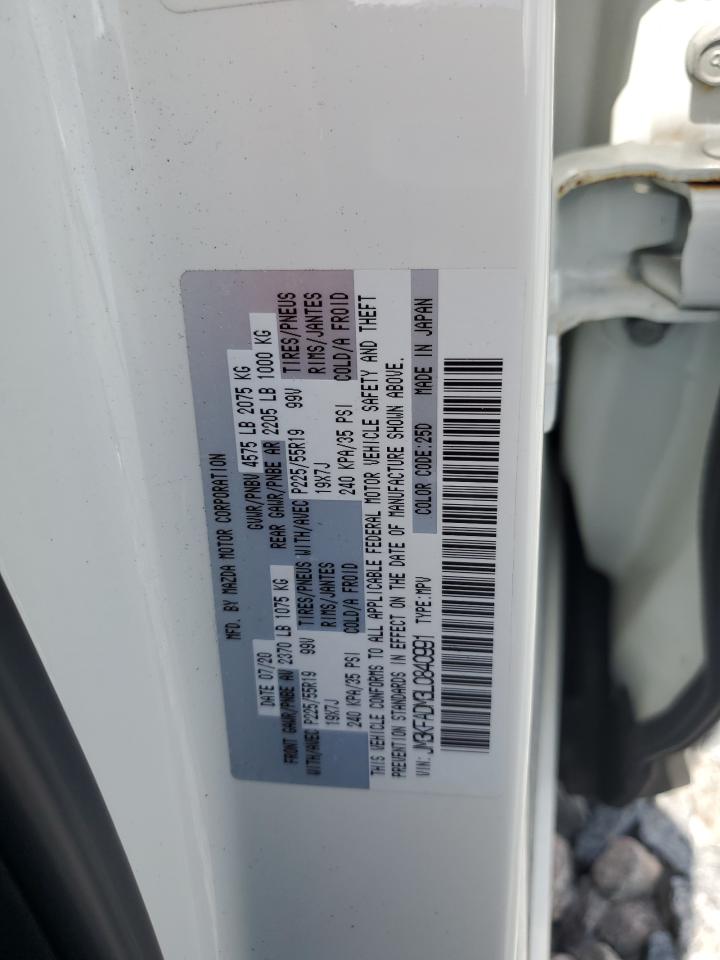 MFD. BY MAZDA MOTOR CORPORATION
DATE 07/20 GVWR/PNBV 4575 LB 2075 KG
FRONT GAWR/PNBE AV 2370 LB 1075 KG REAR GAWR/PNBE AR 2205 LB 1000 KG
WITH/AVEC P225/55R19 99V TIRES/PNEUS WITH/AVEC P225/55R19 99V TIRES/PNEUS
19X7J RIMS/JANTES 19X7J RIMS/JANTES
240 KPA/35 PSI COLD/A FROID 240 KPA/35 PSI COLD/A FROID
THIS VEHICLE CONFORMS TO ALL APPLICABLE FEDERAL MOTOR VEHICLE SAFETY AND THEFT
PREVENTION STANDARDS IN EFFECT ON THE DATE OF MANUFACTURE SHOWN ABOVE.
VIN: JM3KFADM3L0840991 TYPE:MPV COLOR CODE:25D MADE IN JAPAN